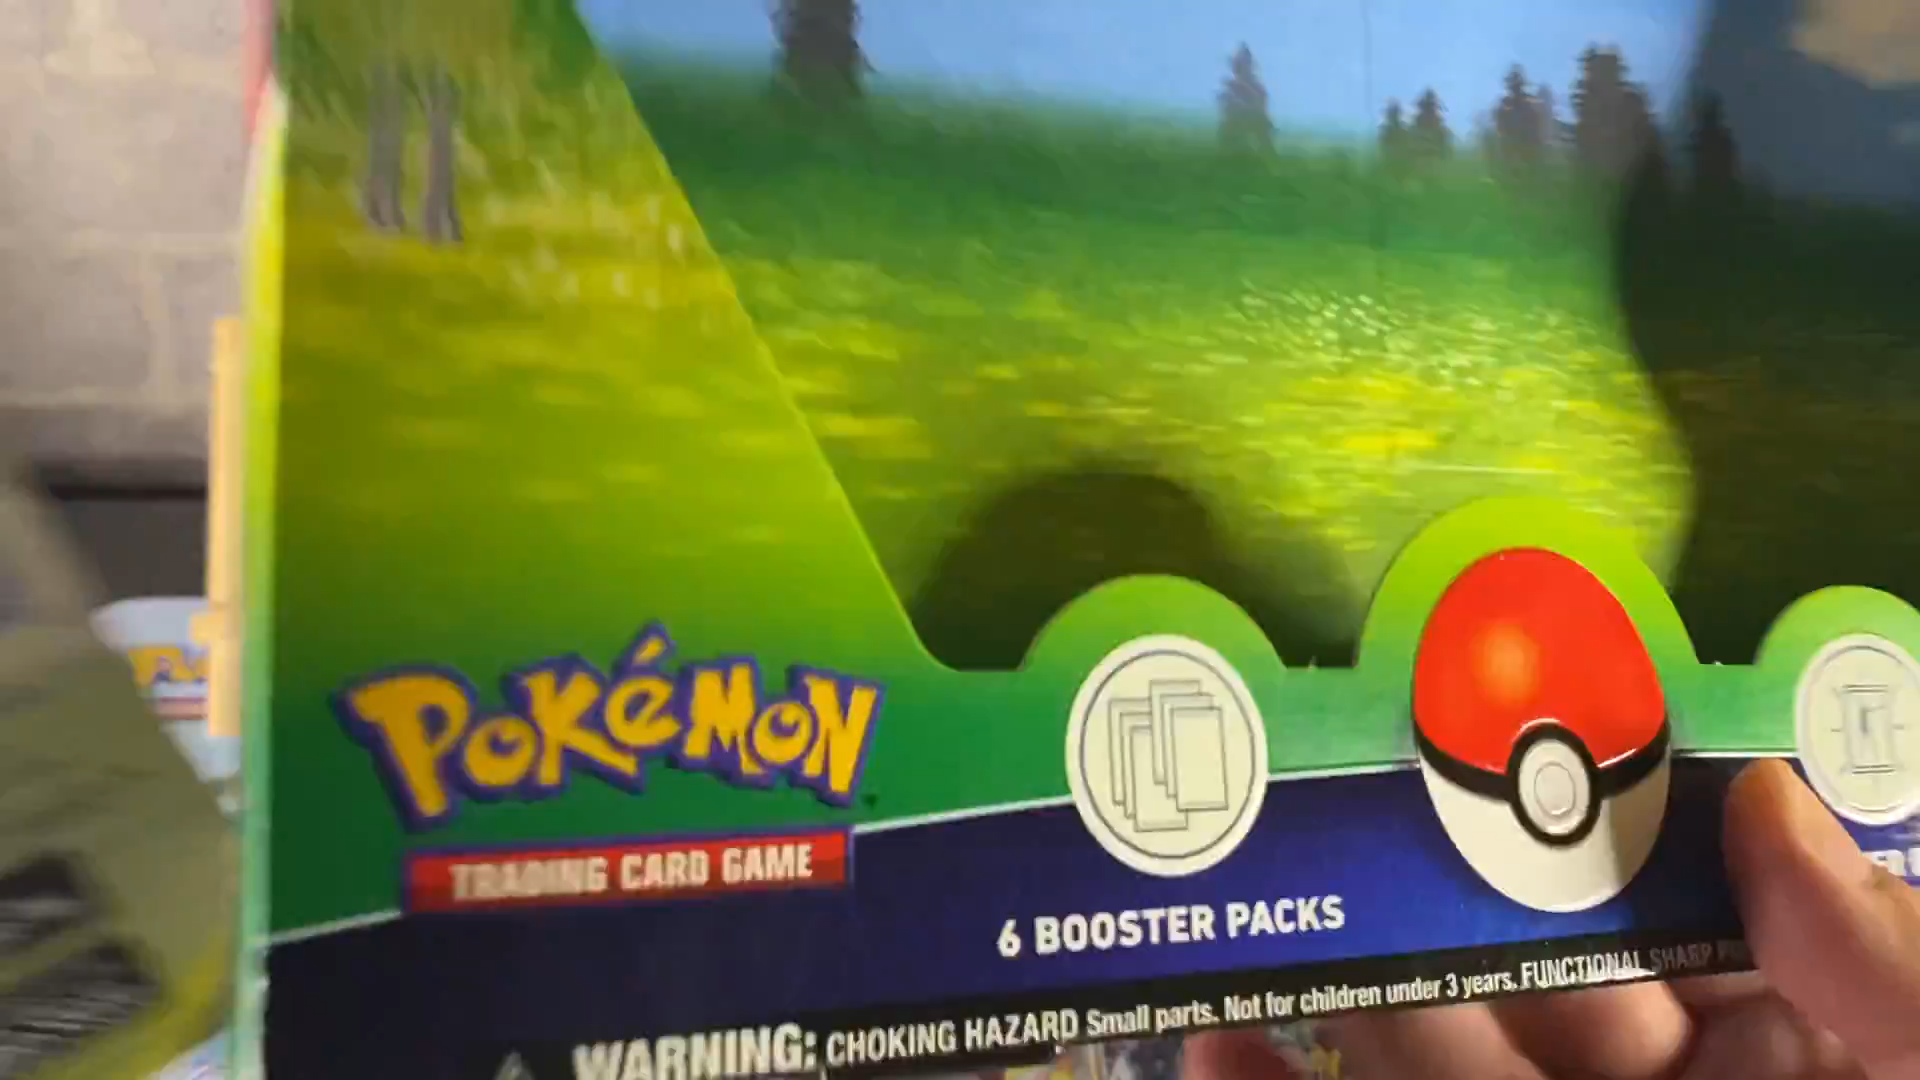 POKéMON
TRADING CARD GAME
6 BOOSTER PACKS
WARNING: CHOKING HAZARD Small parts. Not for children under 3 years. FUNCTIONAL SHARP